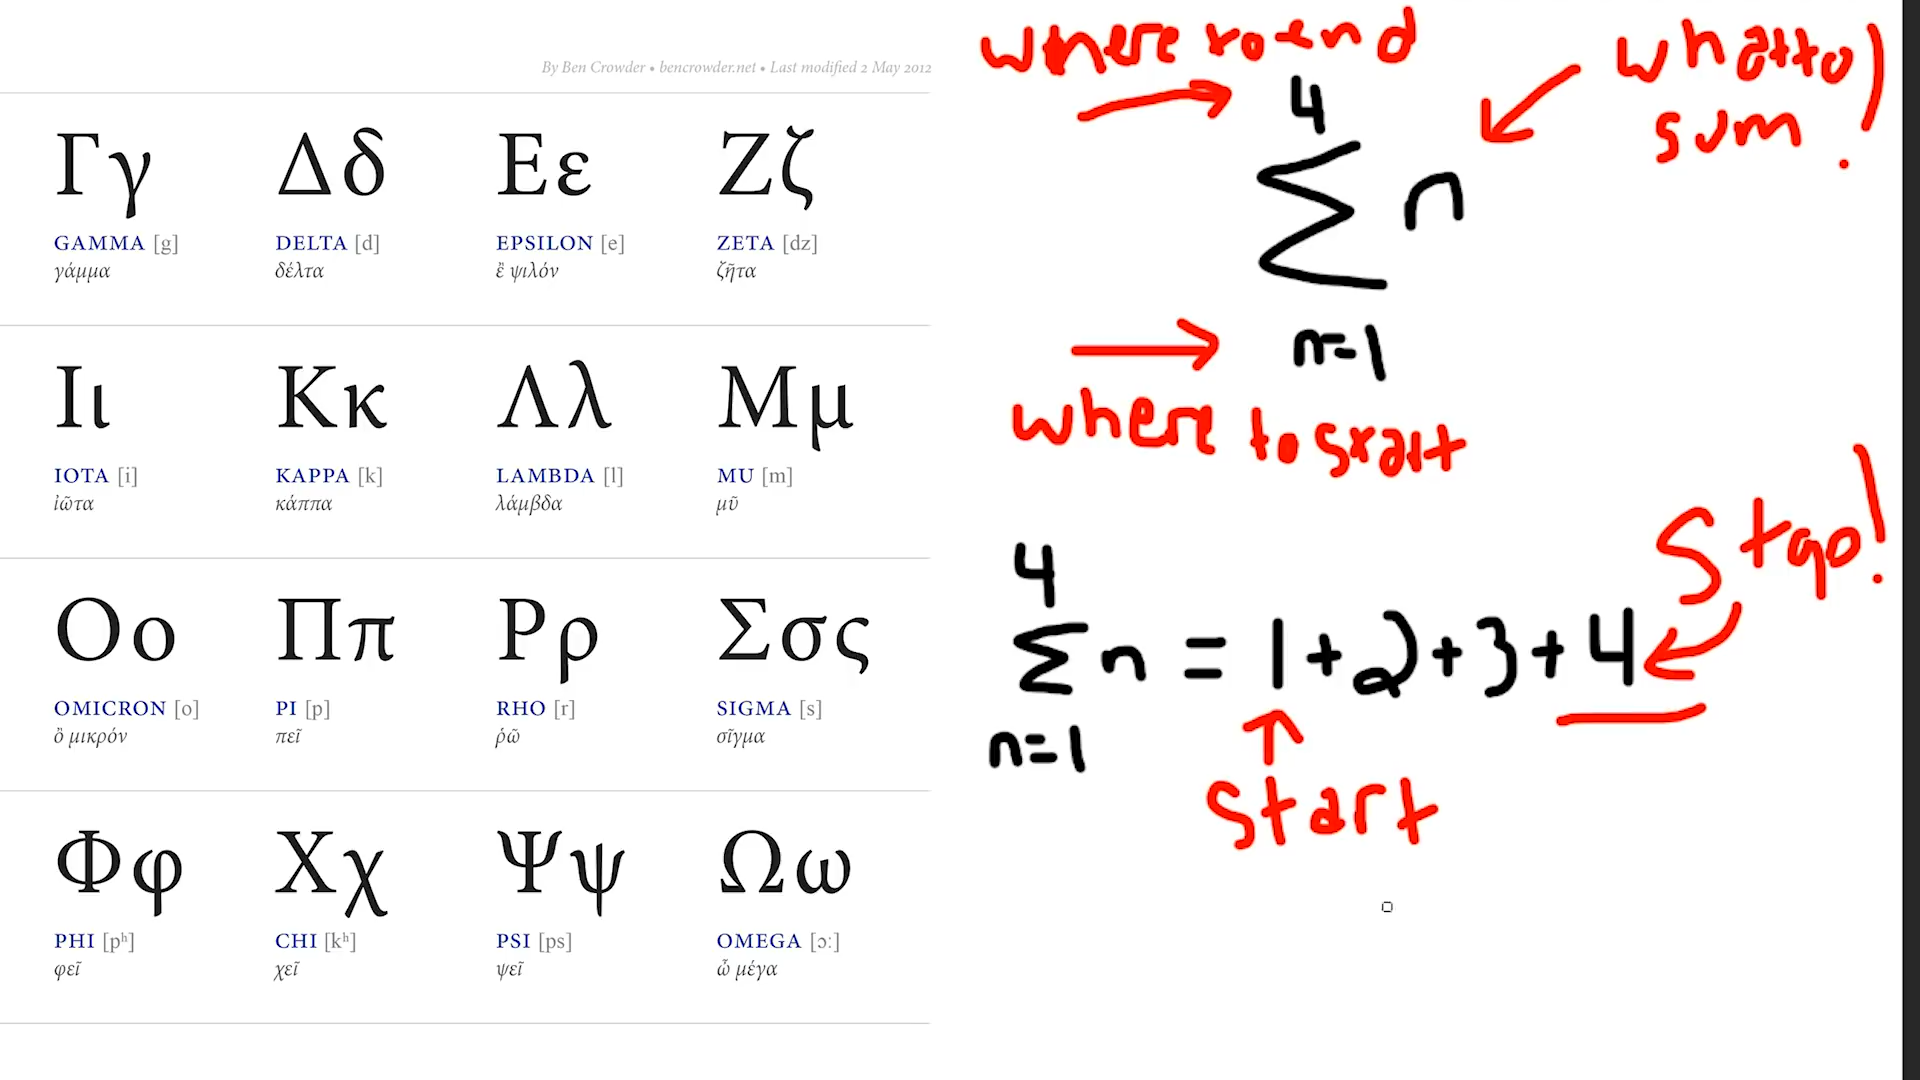 By Ben Crowder • bencrowder.net • Last modified 2 May 2012
Γγ Δδ Εε Ζζ
GAMMA [g] DELTA [d] EPSILON [e] ZETA [dz]
γάμμα δέλτα ἒ ψιλόν ζῆτα
Ιι Κκ Λλ Μμ
IOTA [i] KAPPA [k] LAMBDA [l] MU [m]
ἰῶτα κάππα λάμβδα μῦ
Οο Ππ Ρρ Σσς
OMICRON [o] PI [p] RHO [r] SIGMA [s]
ὂ μικρόν πεῖ ῥῶ σῖγμα
Φφ Χχ Ψψ Ωω
PHI [pʰ] CHI [kʰ] PSI [ps] OMEGA [ɔ:]
φεῖ χεῖ ψεῖ ὦ μέγα
where to end
what to
sum!
4
Σ n
n=1
where to start
Stop!
4
Σ n = 1+2+3+4
n=1
start